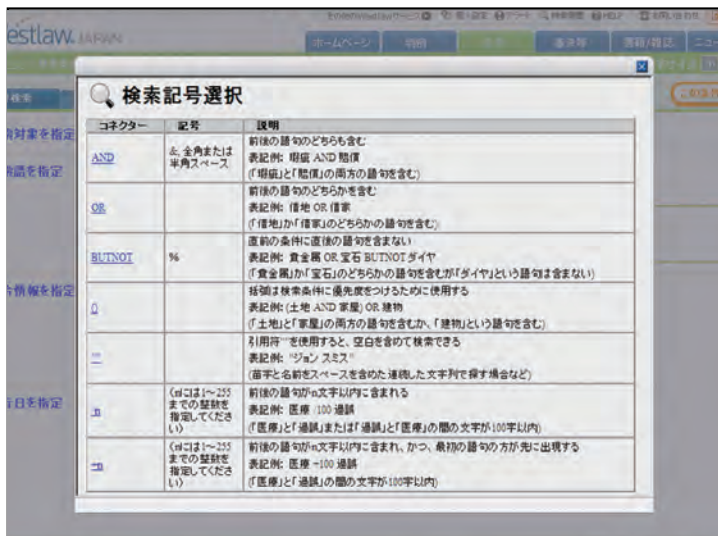 estlaw. JAPAN
ホームページ
検索記号選択
コネクター 記号 説明
AND
&, 全角または
半角スペース
前後の語句のどちらも含む
表記例: 瑕疵 AND 賠償
(「瑕疵」と「賠償」の両方の語句を含む)
OR
前後の語句のどちらかを含む
表記例: 借地 OR 借家
(「借地」か「借家」のどちらかの語句を含む)
BUTNOT
%
直前の条件に直後の語句を含まない
表記例: 貴金属 OR 宝石 BUTNOT ダイヤ
(「貴金属」か「宝石」のどちらかの語句を含むが「ダイヤ」という語句は含まない)
()
括弧は検索条件に優先度をつけるために使用する
表記例: (土地 AND 家屋) OR 建物
(「土地」と「家屋」の両方の語句を含むか、「建物」という語句を含む)
""
引用符""を使用すると、空白を含めて検索できる
表記例: "ジョン スミス"
(苗字と名前をスペースを含めた連続した文字列で探す場合など)
/n
(nには1～255
までの整数を
指定してくださ
い)
前後の語句がn文字以内に含まれる
表記例: 医療 /100 過誤
(「医療」と「過誤」または「過誤」と「医療」の間の文字が100字以内)
+n
(nには1～255
までの整数を
指定してくださ
い)
前後の語句がn文字以内に含まれ、かつ、最初の語句の方が先に出現する
表記例: 医療 +100 過誤
(「医療」と「過誤」の間の文字が100字以内)
対象を指定
語を指定
情報を指定
日を指定